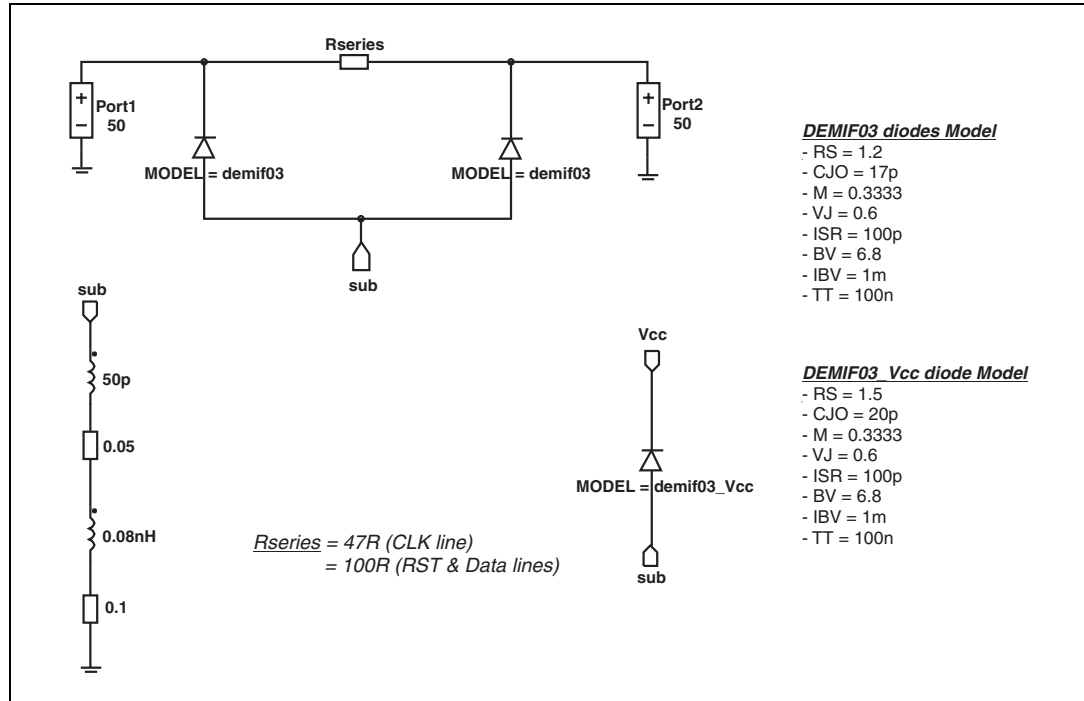 Rseries
+
−
Port1
50
+
−
Port2
50
MODEL = demif03
MODEL = demif03
sub
DEMIF03 diodes Model
- RS = 1.2
- CJO = 17p
- M = 0.3333
- VJ = 0.6
- ISR = 100p
- BV = 6.8
- IBV = 1m
- TT = 100n
sub
50p
0.05
0.08nH
0.1
Rseries = 47R (CLK line)
= 100R (RST & Data lines)
Vcc
MODEL = demif03_Vcc
sub
DEMIF03_Vcc diode Model
- RS = 1.5
- CJO = 20p
- M = 0.3333
- VJ = 0.6
- ISR = 100p
- BV = 6.8
- IBV = 1m
- TT = 100n